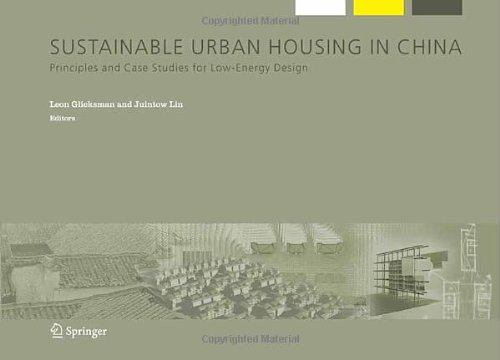 Copyrighted Material
SUSTAINABLE URBAN HOUSING IN CHINA
Principles and Case Studies for Low-Energy Design
Leon Glicksman and Juintow Lin
Editors
Springer
Copyrighted Material